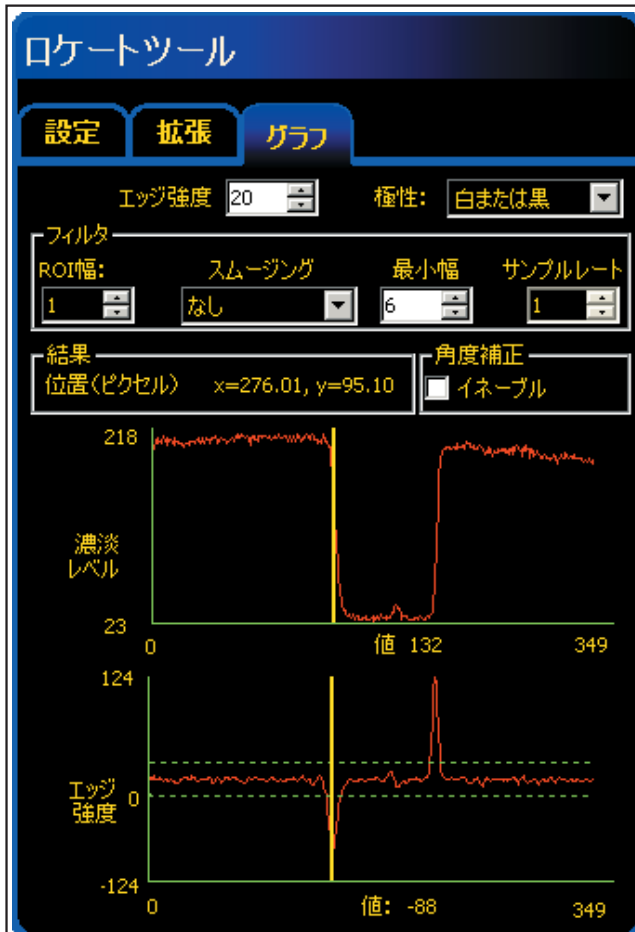 ロケートツール
設定 拡張 グラフ
エッジ強度 20 極性: 白または黒
フィルタ
ROI幅: スムージング 最小幅 サンプルレート
1 なし 6 1
結果 角度補正
位置(ピクセル) x=276.01, y=95.10 イネーブル
218
濃淡
レベル
23
0 値 132 349
124
エッジ
強度
0
-124
0 値: -88 349